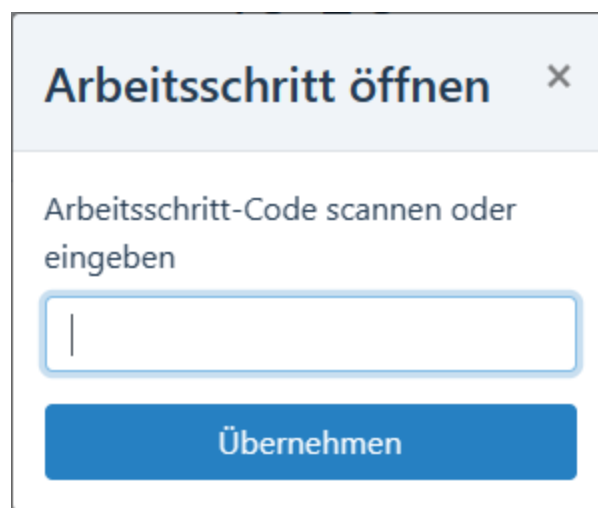 Arbeitsschritt öffnen ×
Arbeitsschritt-Code scannen oder
eingeben
Übernehmen